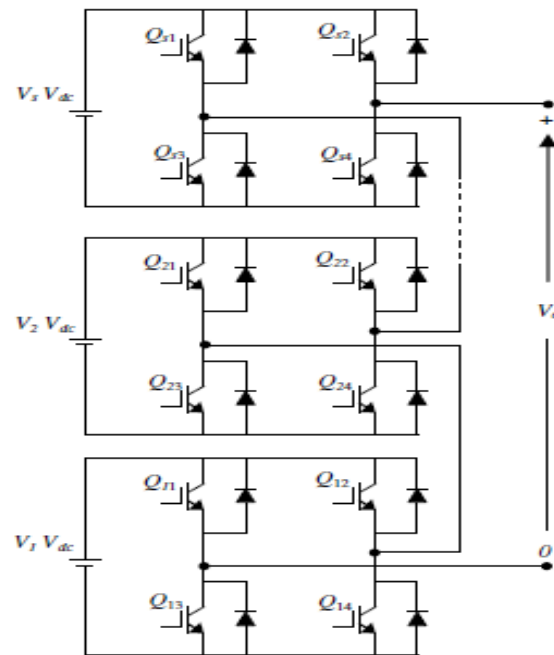 Qs1 Qs2
Vs Vdc
+
Qs3 Qs4
Q21 Q22
V2 Vdc
Q23 Q24
Q11 Q12
V1 Vdc
0
Q13 Q14